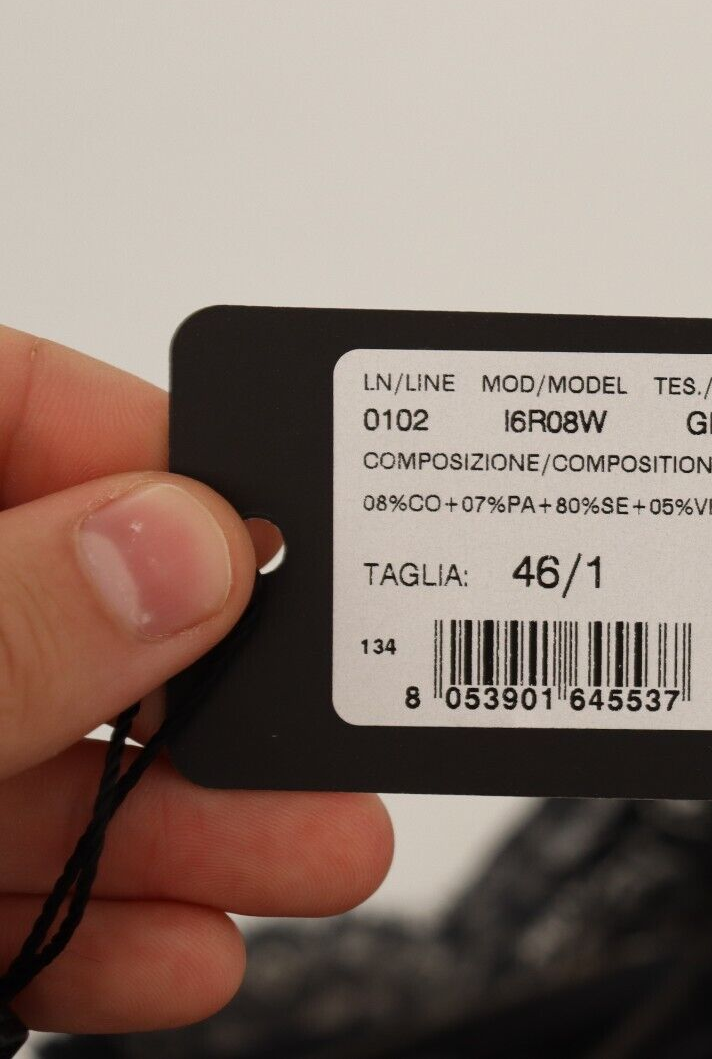 LN/LINE MOD/MODEL TES./
0102 I6R08W
COMPOSIZIONE/COMPOSITION
08%CO+07%PA+80%SE+05%VI
TAGLIA: 46/1
134
8 053901 645537